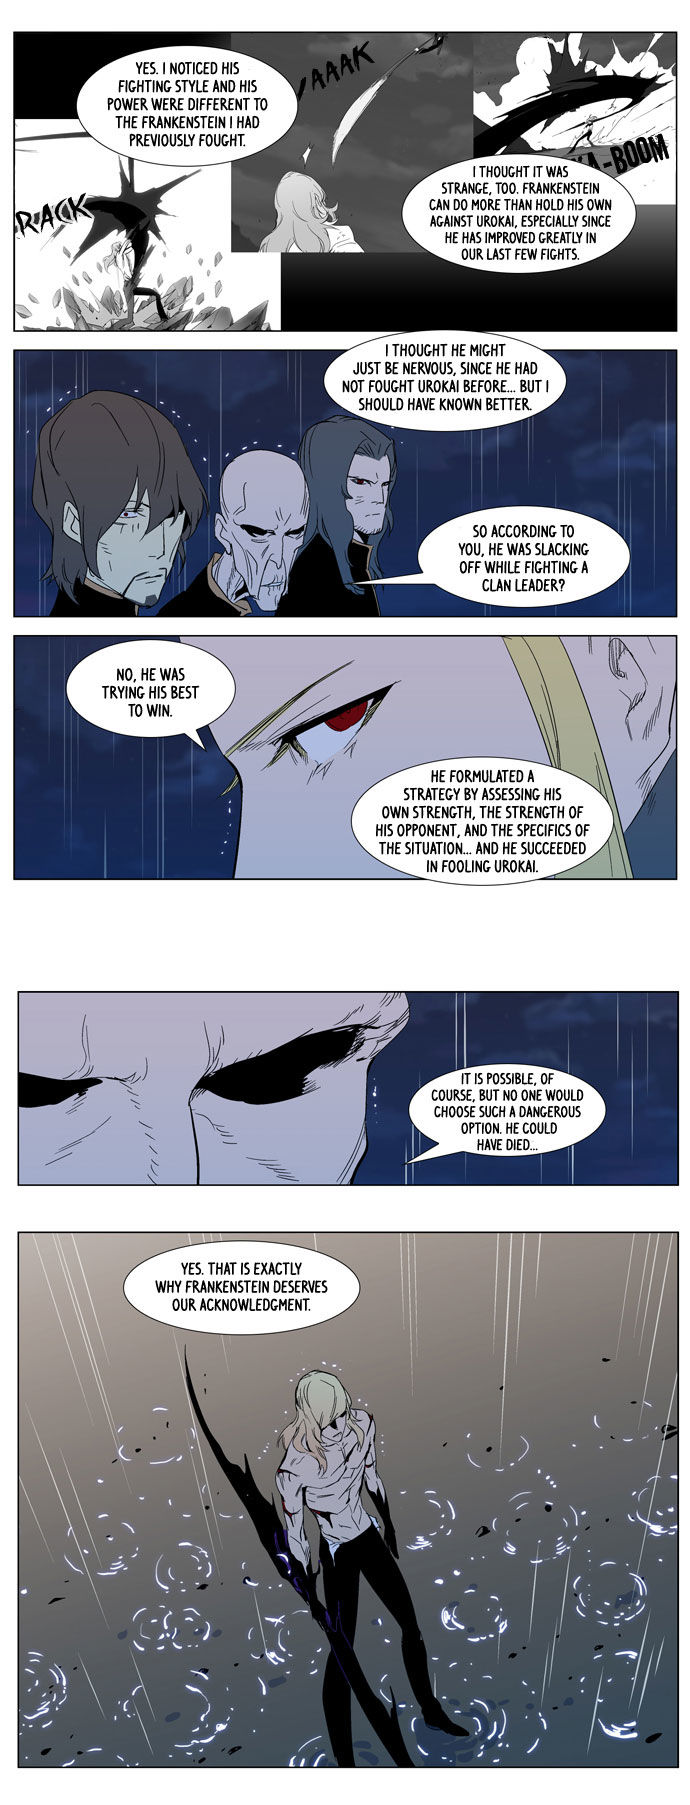 YES. I NOTICED HIS
FIGHTING STYLE AND HIS
POWER WERE DIFFERENT TO
THE FRANKENSTEIN I HAD
PREVIOUSLY FOUGHT.
AAAK
KA-BOOM
RACK
I THOUGHT IT WAS
STRANGE, TOO. FRANKENSTEIN
CAN DO MORE THAN HOLD HIS OWN
AGAINST UROKAI, ESPECIALLY SINCE
HE HAS IMPROVED GREATLY IN
OUR LAST FEW FIGHTS.
I THOUGHT HE MIGHT
JUST BE NERVOUS, SINCE HE HAD
NOT FOUGHT UROKAI BEFORE... BUT I
SHOULD HAVE KNOWN BETTER.
SO ACCORDING TO
YOU, HE WAS SLACKING
OFF WHILE FIGHTING A
CLAN LEADER?
NO, HE WAS
TRYING HIS BEST
TO WIN.
HE FORMULATED A
STRATEGY BY ASSESSING HIS
OWN STRENGTH, THE STRENGTH OF
HIS OPPONENT, AND THE SPECIFICS OF
THE SITUATION... AND HE SUCCEEDED
IN FOOLING UROKAI.
IT IS POSSIBLE, OF
COURSE, BUT NO ONE WOULD
CHOOSE SUCH A DANGEROUS
OPTION. HE COULD
HAVE DIED...
YES. THAT IS EXACTLY
WHY FRANKENSTEIN DESERVES
OUR ACKNOWLEDGMENT.